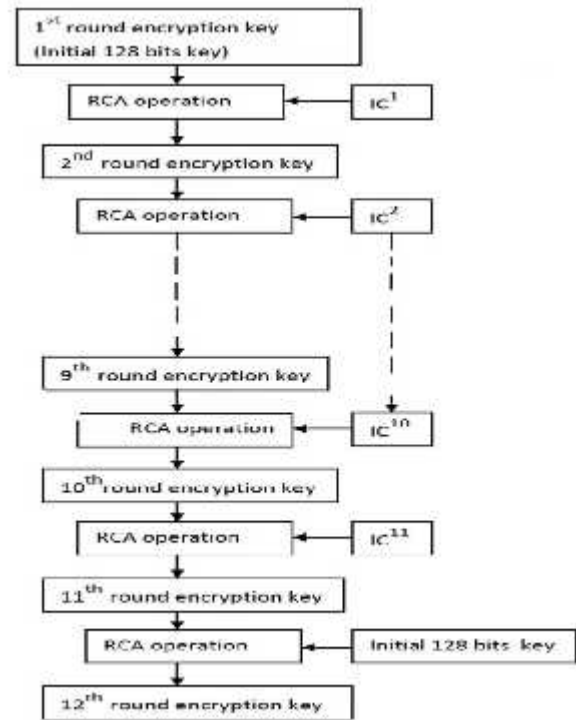 1st round encryption key
(Initial 128 bits key)
RCA operation
IC1
2nd round encryption key
RCA operation
IC2
9th round encryption key
RCA operation
IC10
10th round encryption key
RCA operation
IC11
11th round encryption key
RCA operation
Initial 128 bits key
12th round encryption key